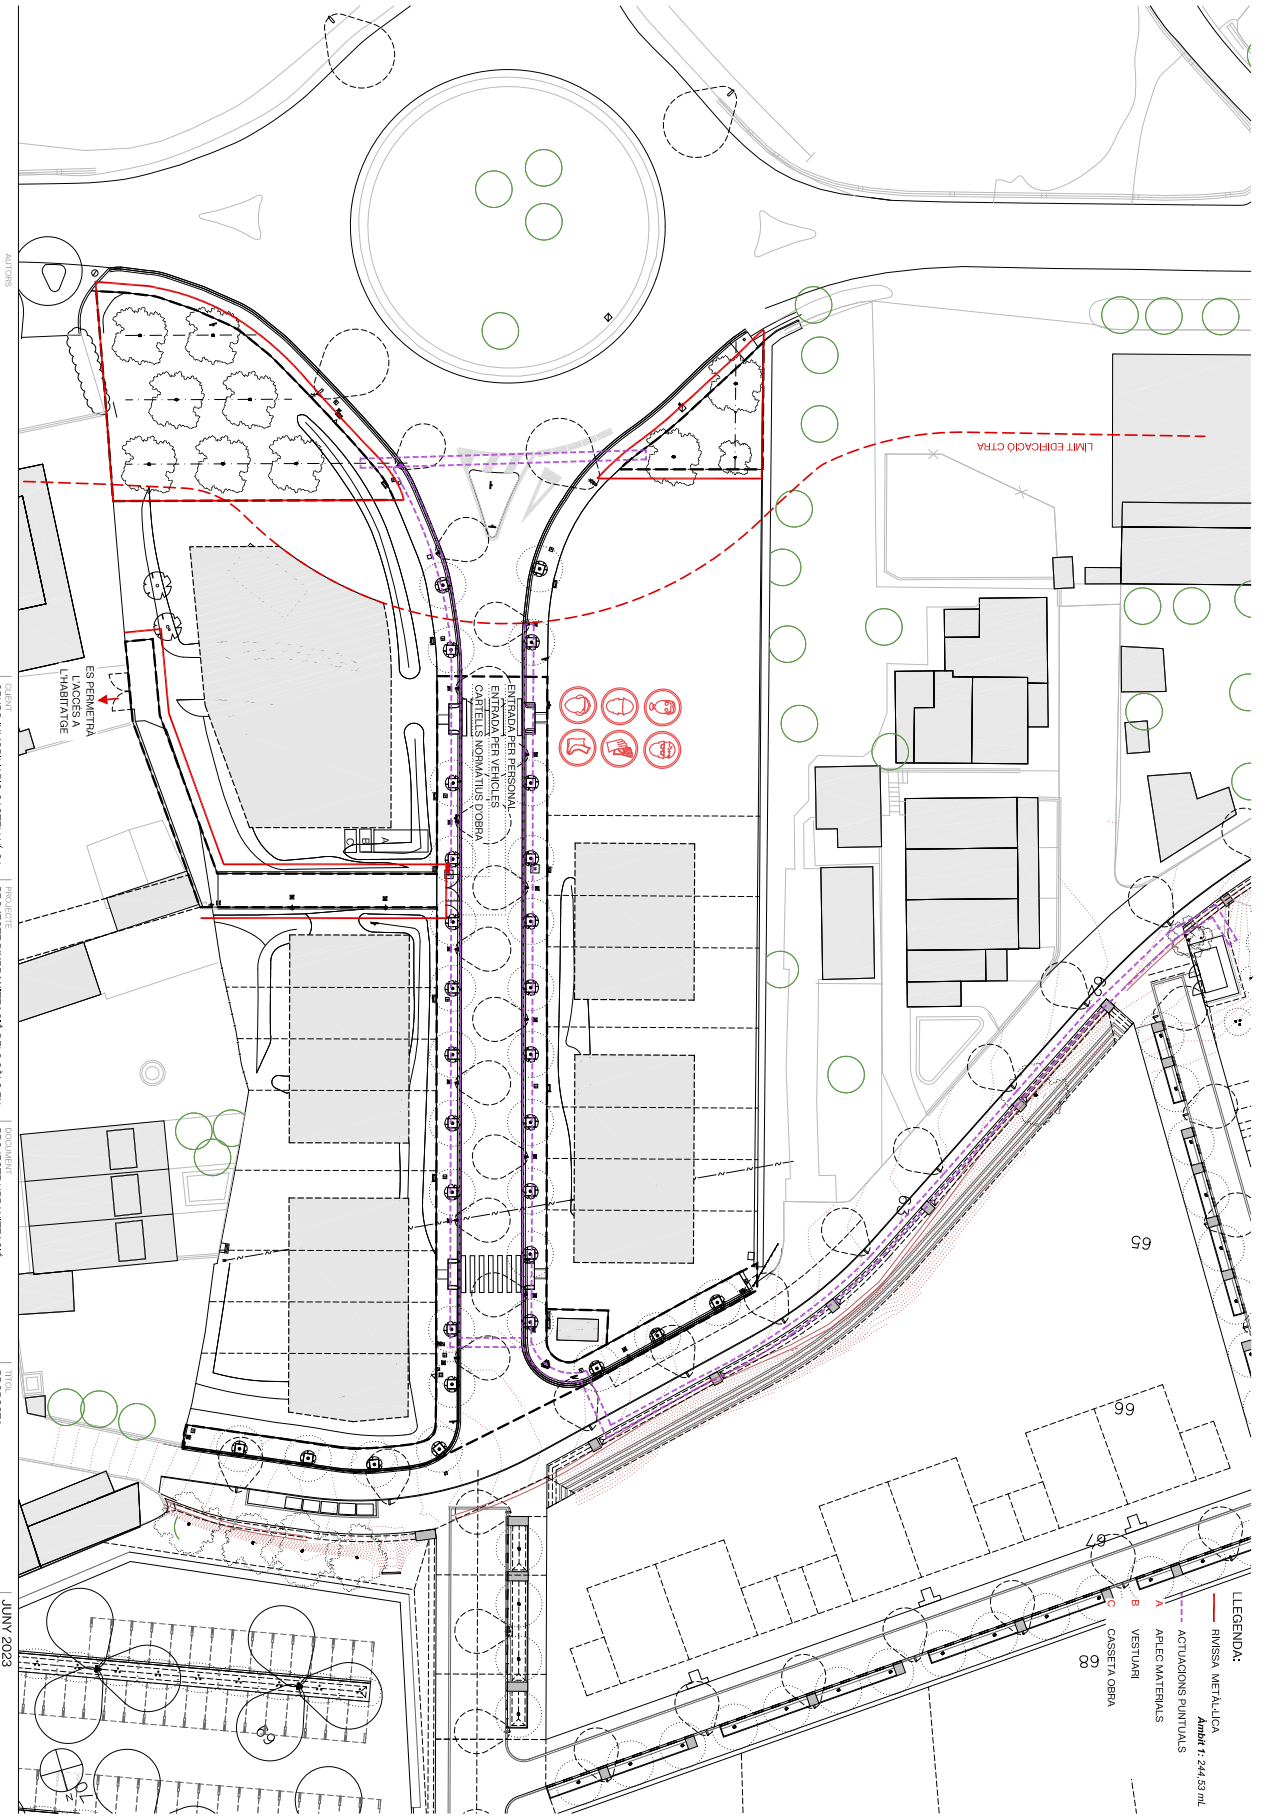 LLEGENDA:
RIVISSA METÀL·LICA
Àmbit 1: 244,53 mL
ACTUACIONS PUNTUALS
A APLEC MATERIALS
B VESTUARI
C CASSETA OBRA
LÍMIT EDIFICACIÓ CTRA
ENTRADA PER PERSONAL
ENTRADA PER VEHICLES
CARTELLS NORMATIUS D'OBRA
ES PERMETRÀ
L'ACCÉS A
L'HABITATGE
A
B
C
65
66
67
68
69
70
N
AUTORS
CLIENT
PROJECTE
DOCUMENT
TÍTOL
JUNY 2023